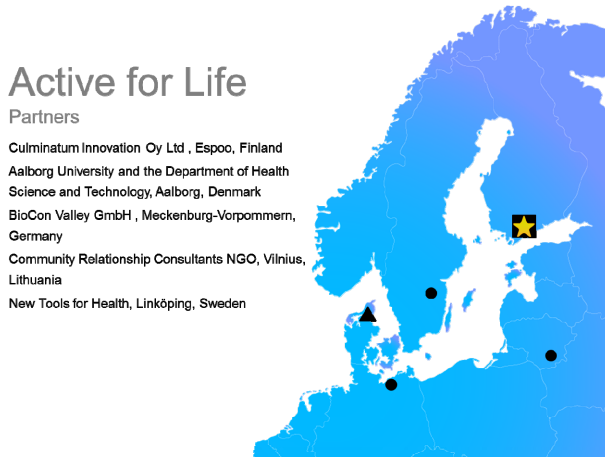 Active for Life
Partners
Culminatum Innovation Oy Ltd , Espoo, Finland
Aalborg University and the Department of Health
Science and Technology, Aalborg, Denmark
BioCon Valley GmbH , Meckenburg-Vorpommern,
Germany
Community Relationship Consultants NGO, Vilnius,
Lithuania
New Tools for Health, Linköping, Sweden